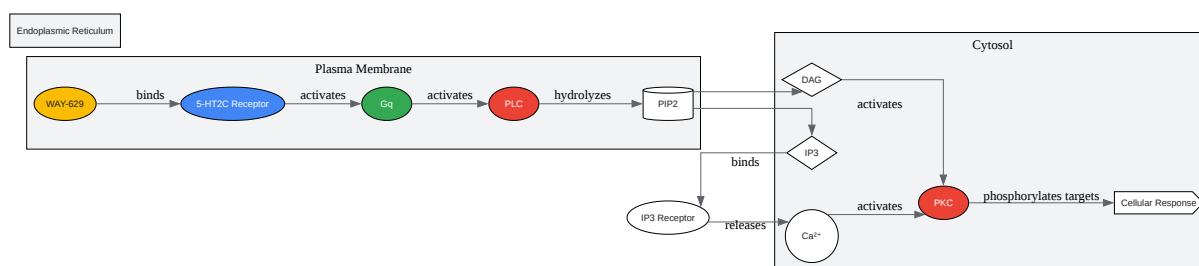 Endoplasmic Reticulum
Plasma Membrane
Cytosol
WAY-629
binds
5-HT2C Receptor
activates
Gq
activates
PLC
hydrolyzes
PIP2
DAG
activates
IP3
binds
IP3 Receptor
releases
Ca²⁺
activates
PKC
phosphorylates targets
Cellular Response